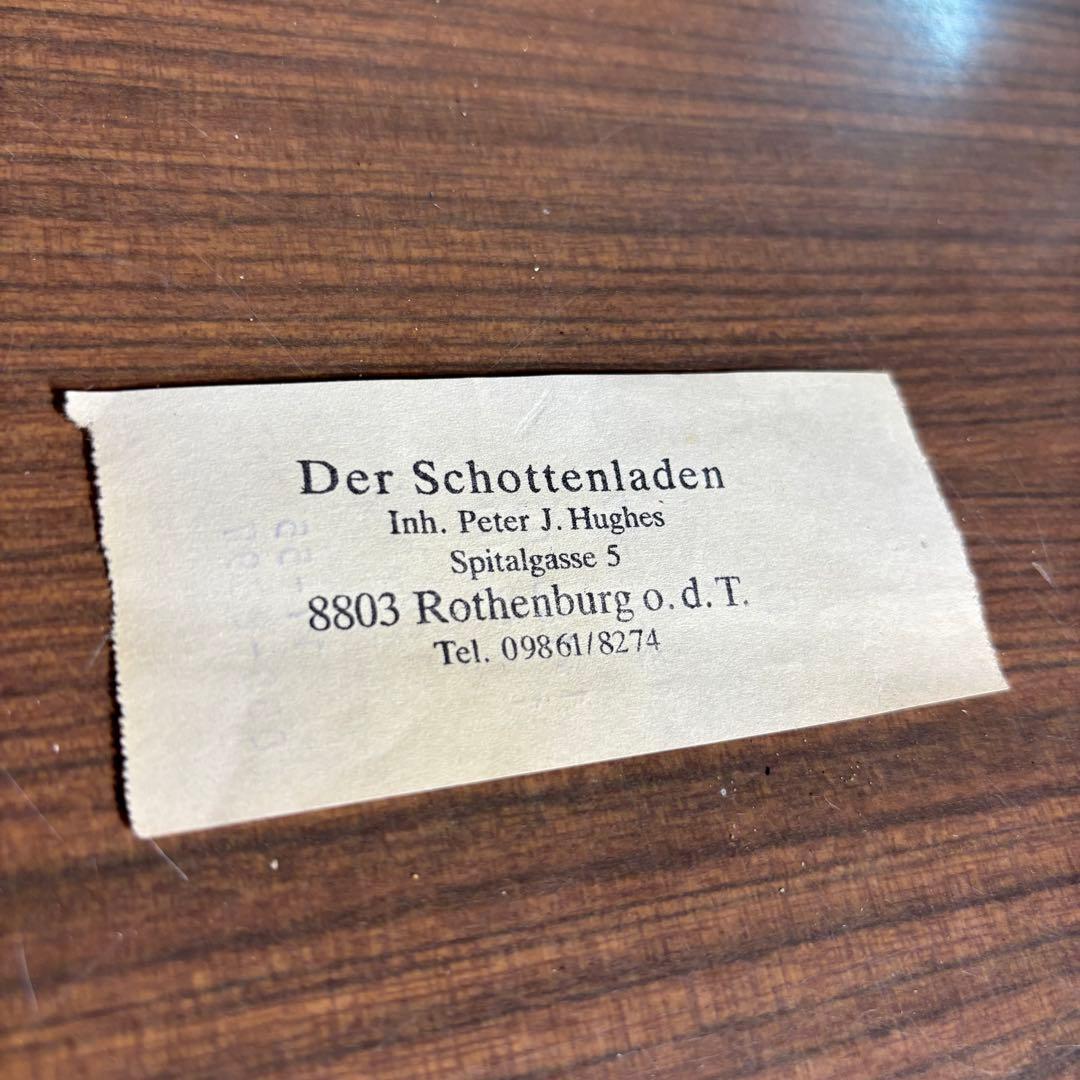 Der Schottenladen
Inh. Peter J. Hughes
Spitalgasse 5
8803 Rothenburg o. d. T.
Tel. 09861/8274